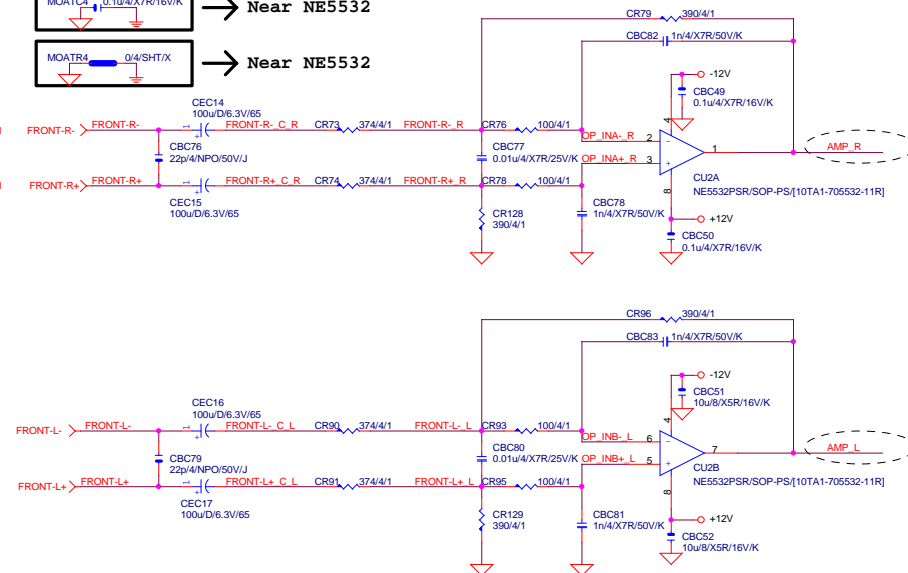 MOATC4 0.1u/4/X7R/16V/K
Near NE5532
MOATR4 0/4/SHT/X
Near NE5532
CR79 390/4/1
CBC82 1n/4/X7R/50V/K
-12V
CBC49
0.1u/4/X7R/16V/K
CEC14
100u/D/6.3V/65
FRONT-R- FRONT-R- 1 + FRONT-R-_C_R CR73 374/4/1 FRONT-R-_R CR76 100/4/1
OP_INA-_R 2 4 1 AMP_R
CBC76
22p/4/NPO/50V/J
CBC77
0.01u/4/X7R/25V/K OP_INA+_R 3
FRONT-R+ FRONT-R+ 1 + FRONT-R+_C_R CR74 374/4/1 FRONT-R+_R CR78 100/4/1
CU2A
NE5532PSR/SOP-PS/[10TA1-705532-11R]
8
CEC15
100u/D/6.3V/65
CR128
390/4/1
CBC78
1n/4/X7R/50V/K
+12V
CBC50
0.1u/4/X7R/16V/K
CR96 390/4/1
CBC83 1n/4/X7R/50V/K
-12V
CBC51
10u/8/X5R/16V/K
CEC16
100u/D/6.3V/65
FRONT-L- FRONT-L- 1 + FRONT-L-_C_L CR90 374/4/1 FRONT-L-_L CR93 100/4/1
OP_INB-_L 6 4 7 AMP_L
CBC79
22p/4/NPO/50V/J
CBC80
0.01u/4/X7R/25V/K OP_INB+_L 5
FRONT-L+ FRONT-L+ 1 + FRONT-L+_C_L CR91 374/4/1 FRONT-L+_L CR95 100/4/1
CU2B
NE5532PSR/SOP-PS/[10TA1-705532-11R]
8
CEC17
100u/D/6.3V/65
CR129
390/4/1
CBC81
1n/4/X7R/50V/K
+12V
CBC52
10u/8/X5R/16V/K